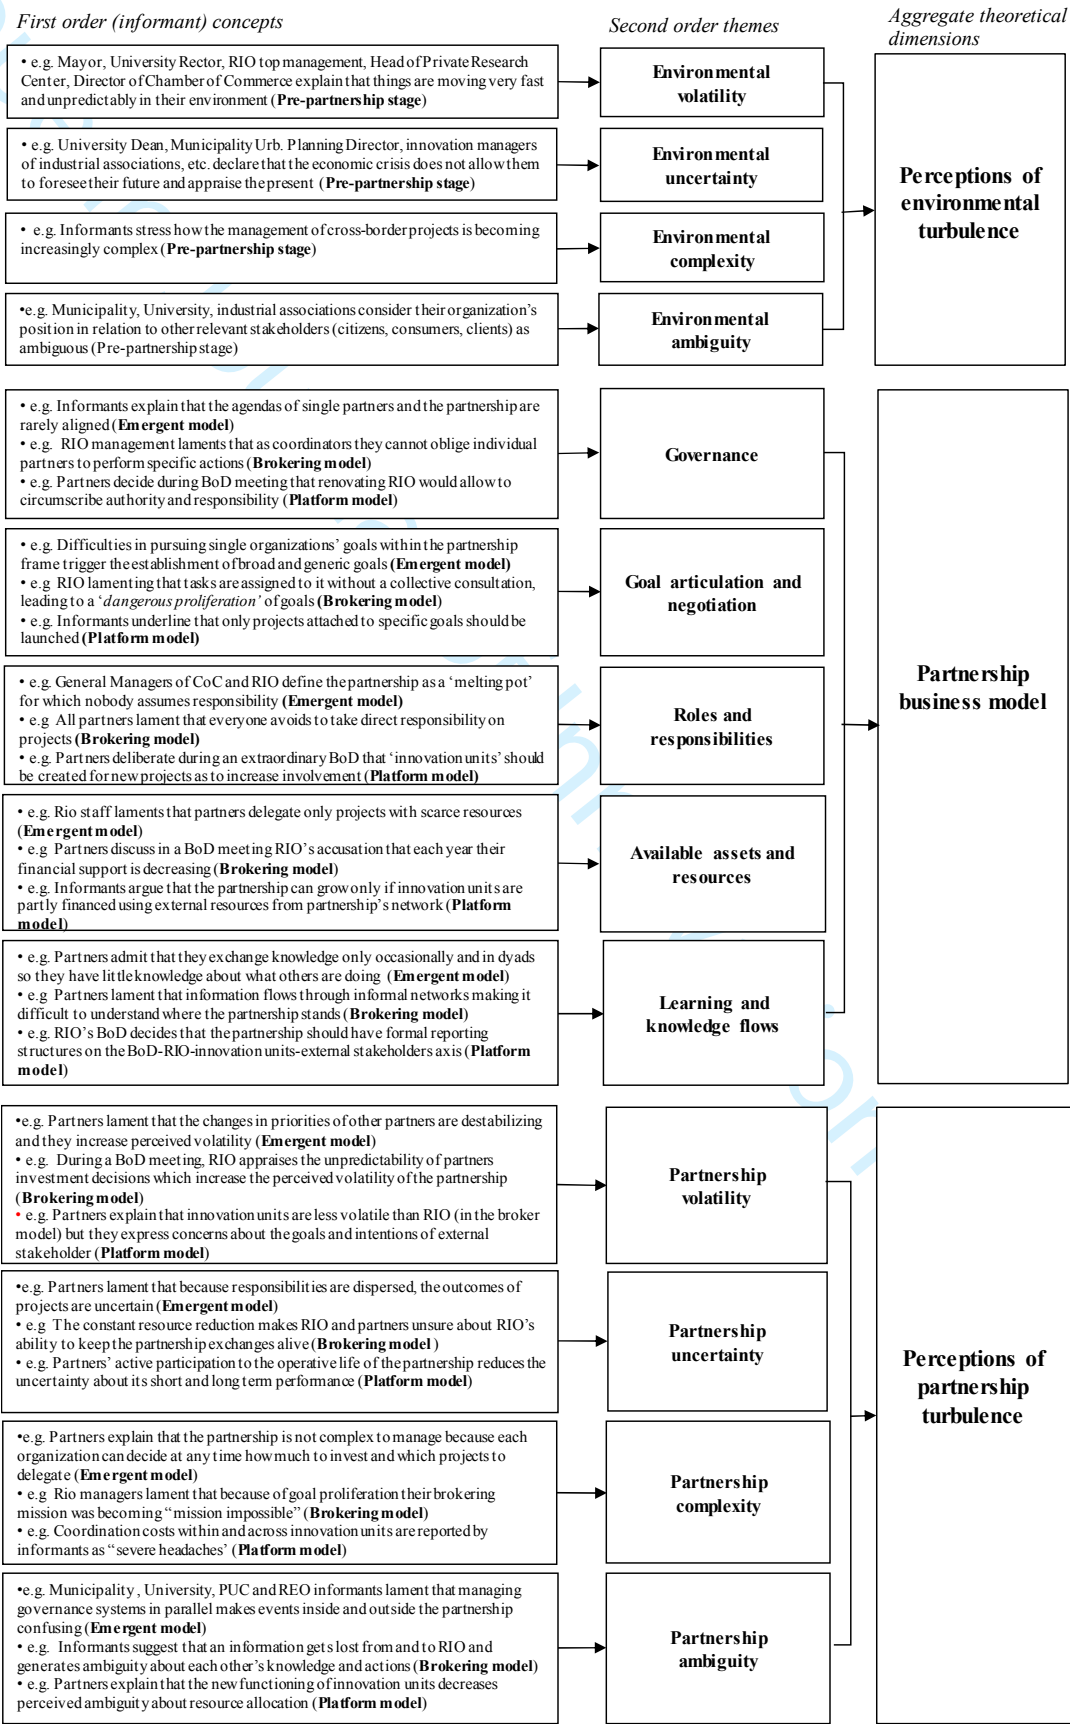 First order (informant) concepts
Second order themes
Aggregate theoretical
dimensions
• e.g. Mayor, University Rector, RIO top management, Head of Private Research
Center, Director of Chamber of Commerce explain that things are moving very fast
and unpredictably in their environment (Pre-partnership stage)
Environmental
volatility
• e.g. University Dean, Municipality Urb. Planning Director, innovation managers
of industrial associations, etc. declare that the economic crisis does not allow them
to foresee their future and appraise the present (Pre-partnership stage)
Environmental
uncertainty
• e.g. Informants stress how the management of cross-border projects is becoming
increasingly complex (Pre-partnership stage)
Environmental
complexity
•e.g. Municipality, University, industrial associations consider their organization's
position in relation to other relevant stakeholders (citizens, consumers, clients) as
ambiguous (Pre-partnership stage)
Environmental
ambiguity
Perceptions of
environmental
turbulence
• e.g. Informants explain that the agendas of single partners and the partnership are
rarely aligned (Emergent model)
• e.g. RIO management laments that as coordinators they cannot oblige individual
partners to perform specific actions (Brokering model)
• e.g. Partners decide during BoD meeting that renovating RIO would allow to
circumscribe authority and responsibility (Platform model)
Governance
• e.g. Difficulties in pursuing single organizations' goals within the partnership
frame trigger the establishment of broad and generic goals (Emergent model)
• e.g RIO lamenting that tasks are assigned to it without a collective consultation,
leading to a 'dangerous proliferation' of goals (Brokering model)
• e.g. Informants underline that only projects attached to specific goals should be
launched (Platform model)
Goal articulation and
negotiation
• e.g. General Managers of CoC and RIO define the partnership as a 'melting pot'
for which nobody assumes responsibility (Emergent model)
• e.g All partners lament that everyone avoids to take direct responsibility on
projects (Brokering model)
• e.g. Partners deliberate during an extraordinary BoD that 'innovation units' should
be created for new projects as to increase involvement (Platform model)
Roles and
responsibilities
• e.g. Rio staff laments that partners delegate only projects with scarce resources
(Emergent model)
• e.g Partners discuss in a BoD meeting RIO's accusation that each year their
financial support is decreasing (Brokering model)
• e.g. Informants argue that the partnership can grow only if innovation units are
partly financed using external resources from partnership's network (Platform
model)
Available assets and
resources
• e.g. Partners admit that they exchange knowledge only occasionally and in dyads
so they have little knowledge about what others are doing (Emergent model)
• e.g Partners lament that information flows through informal networks making it
difficult to understand where the partnership stands (Brokering model)
• e.g. RIO's BoD decides that the partnership should have formal reporting
structures on the BoD-RIO-innovation units-external stakeholders axis (Platform
model)
Learning and
knowledge flows
Partnership
business model
•e.g. Partners lament that the changes in priorities of other partners are destabilizing
and they increase perceived volatility (Emergent model)
• e.g. During a BoD meeting, RIO appraises the unpredictability of partners
investment decisions which increase the perceived volatility of the partnership
(Brokering model)
• e.g. Partners explain that innovation units are less volatile than RIO (in the broker
model) but they express concerns about the goals and intentions of external
stakeholder (Platform model)
Partnership
volatility
•e.g. Partners lament that because responsibilities are dispersed, the outcomes of
projects are uncertain (Emergent model)
• e.g The constant resource reduction makes RIO and partners unsure about RIO's
ability to keep the partnership exchanges alive (Brokering model )
• e.g. Partners' active participation to the operative life of the partnership reduces the
uncertainty about its short and long term performance (Platform model)
Partnership
uncertainty
•e.g. Partners explain that the partnership is not complex to manage because each
organization can decide at any time how much to invest and which projects to
delegate (Emergent model)
• e.g Rio managers lament that because of goal proliferation their brokering
mission was becoming "mission impossible" (Brokering model)
• e.g. Coordination costs within and across innovation units are reported by
informants as "severe headaches' (Platform model)
Partnership
complexity
•e.g. Municipality , University, PUC and REO informants lament that managing
governance systems in parallel makes events inside and outside the partnership
confusing (Emergent model)
• e.g. Informants suggest that an information gets lost from and to RIO and
generates ambiguity about each other's knowledge and actions (Brokering model)
• e.g. Partners explain that the new functioning of innovation units decreases
perceived ambiguity about resource allocation (Platform model)
Partnership
ambiguity
Perceptions of
partnership
turbulence